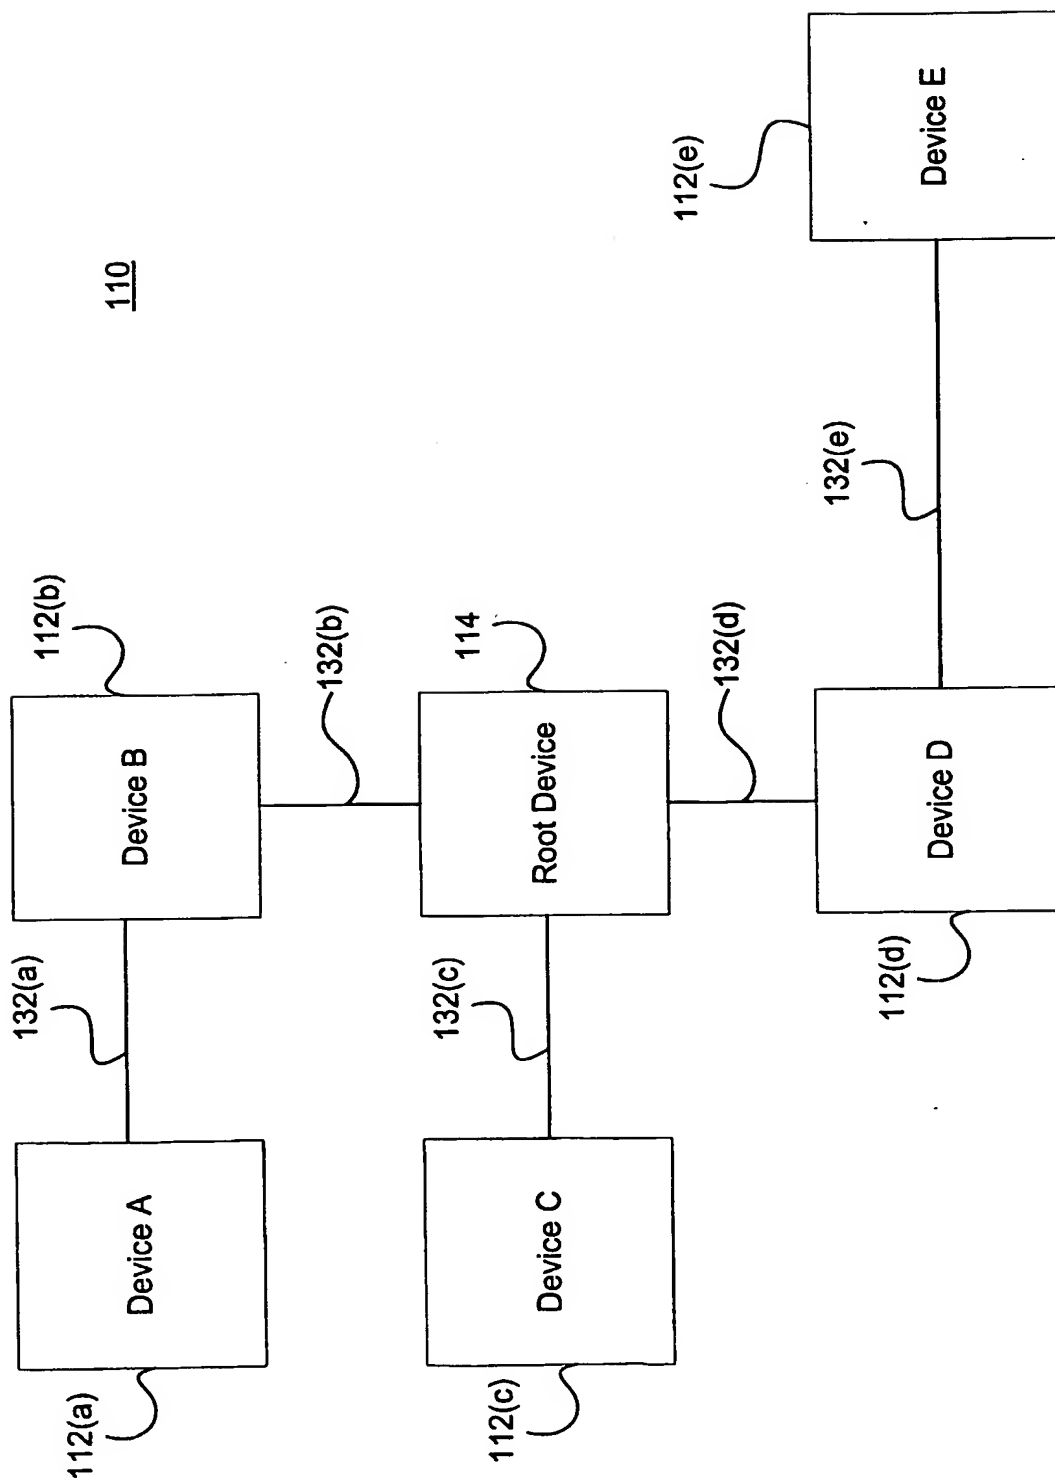 110
112(a)
Device A
132(a)
Device B
112(b)
132(b)
112(c)
Device C
132(c)
Root Device
114
132(d)
112(d)
Device D
132(e)
112(e)
Device E